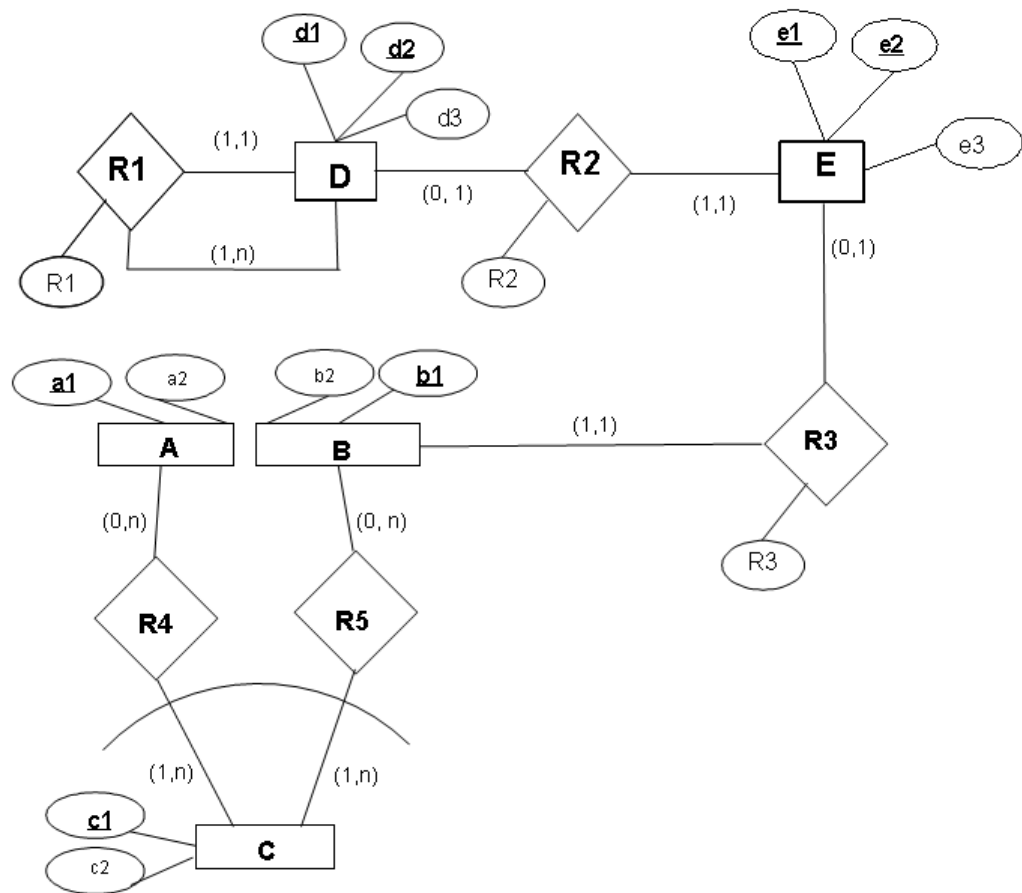 d1
d2
d3
e1
e2
e3
R1
(1,1)
D
(0, 1)
R2
(1,1)
E
(1,n)
(0,1)
R1
R2
a1
a2
b2
b1
A
B
(1,1)
R3
(0,n)
(0, n)
R3
R4
R5
(1,n)
(1,n)
c1
C
c2